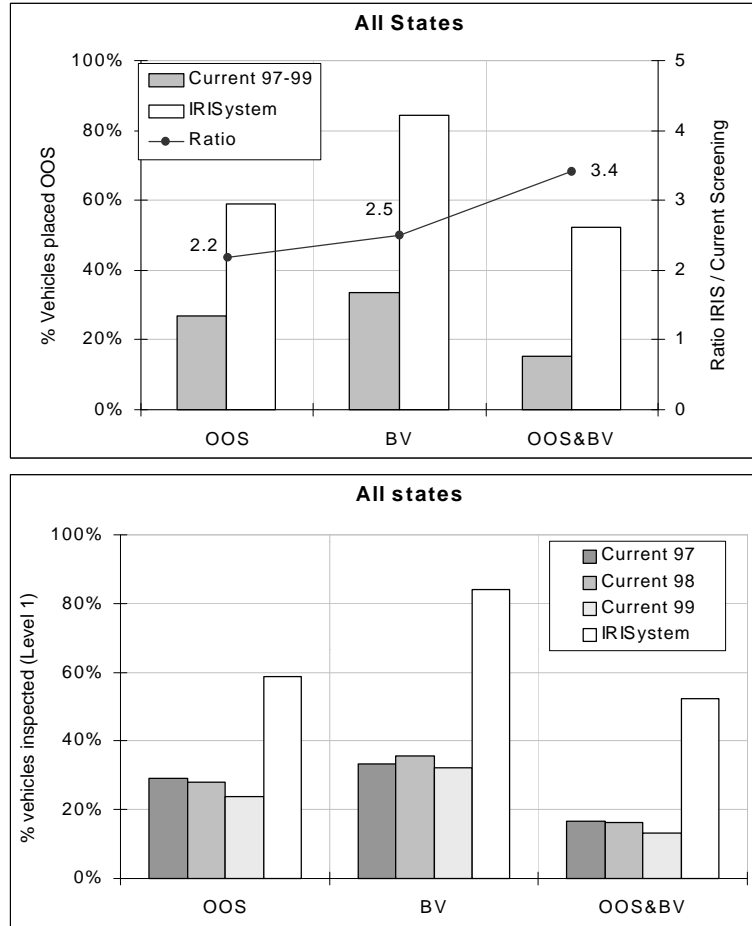 All States
% Vehicles placed OOS
100%
80%
60%
40%
20%
0%
Current 97-99
IRISystem
Ratio
2.2
2.5
3.4
5
4
3
2
1
0
Ratio IRIS / Current Screening
OOS BV OOS&BV
All states
% vehicles inspected (Level 1)
100%
80%
60%
40%
20%
0%
Current 97
Current 98
Current 99
IRISystem
OOS BV OOS&BV